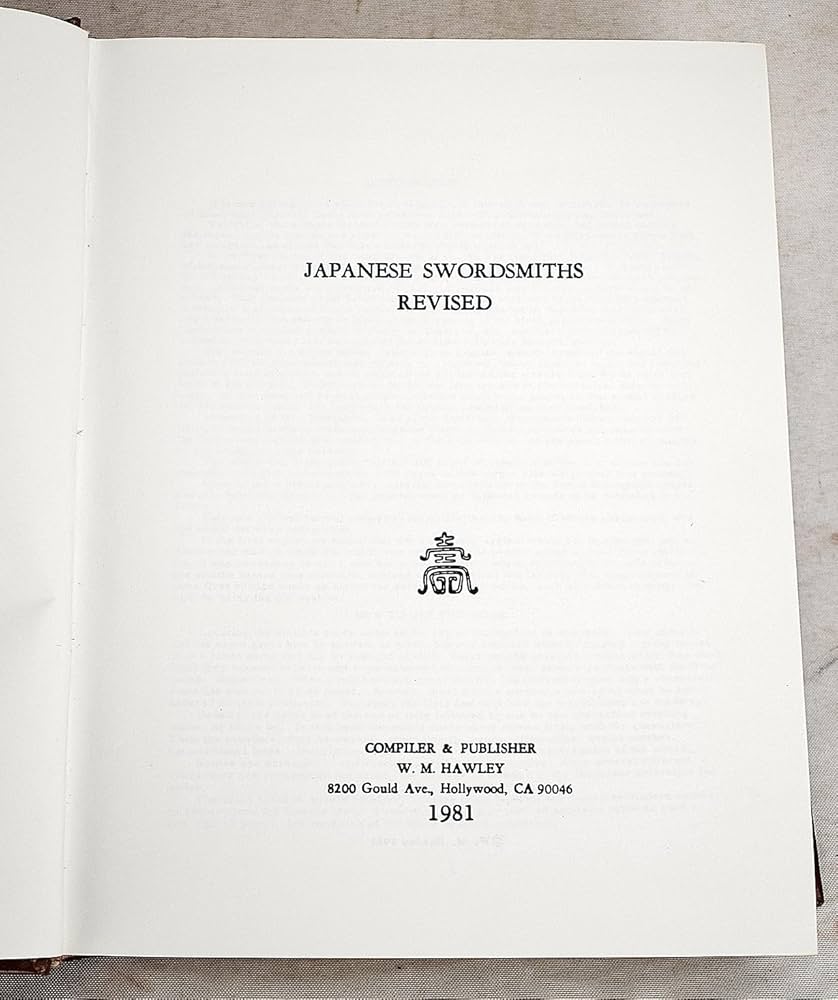 JAPANESE SWORDSMITHS
REVISED
COMPILER & PUBLISHER
W. M. HAWLEY
8200 Gould Ave., Hollywood, CA 90046
1981